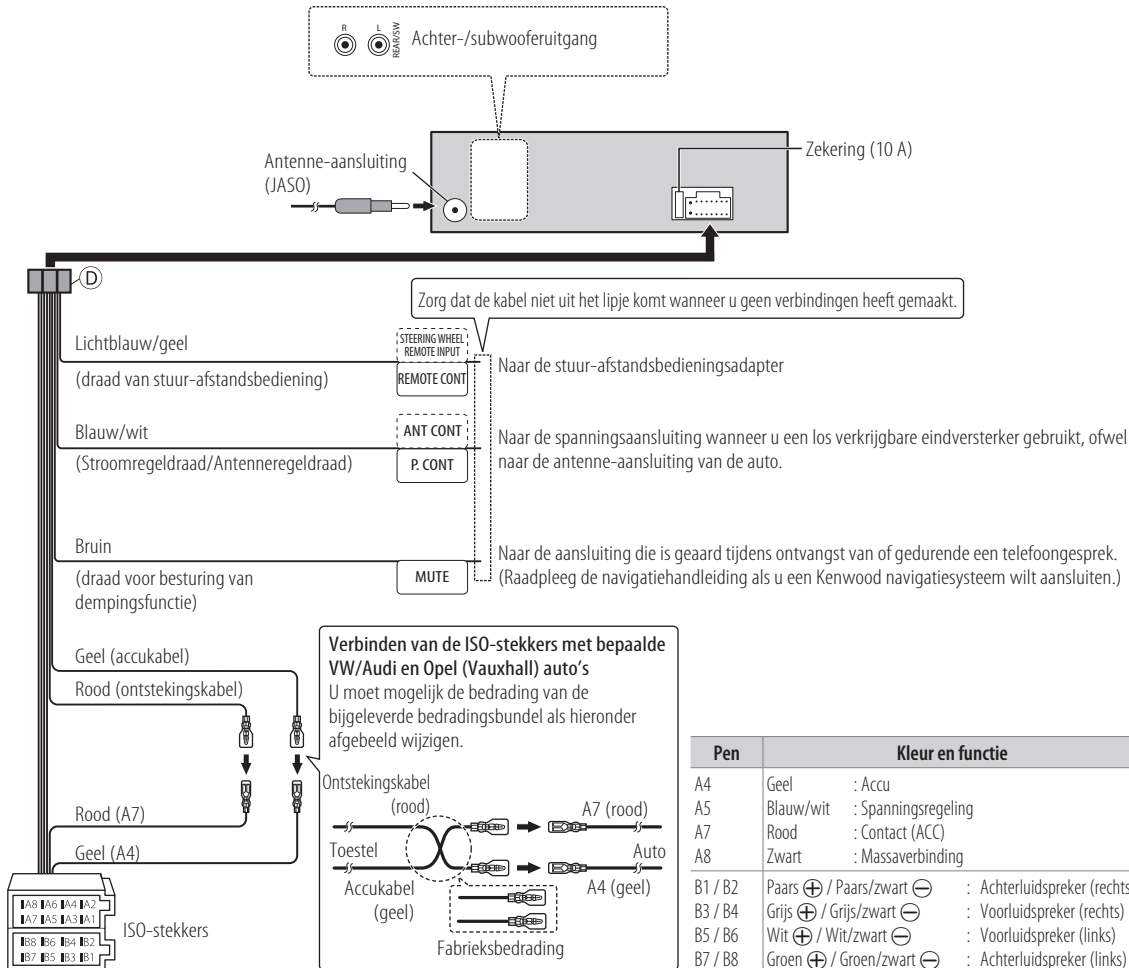 R L REAR/SW Achter-/subwooferuitgang
Zekering (10 A)
Antenne-aansluiting
(JASO)
D
Zorg dat de kabel niet uit het lipje komt wanneer u geen verbindingen heeft gemaakt.
Lichtblauw/geel
(draad van stuur-afstandsbediening)
STEERING WHEEL
REMOTE INPUT
REMOTE CONT
Naar de stuur-afstandsbedieningsadapter
Blauw/wit
(Stroomregeldraad/Antenneregeldraad)
ANT CONT
P. CONT
Naar de spanningsaansluiting wanneer u een los verkrijgbare eindversterker gebruikt, ofwel
naar de antenne-aansluiting van de auto.
Bruin
(draad voor besturing van
dempingsfunctie)
MUTE
Naar de aansluiting die is geaard tijdens ontvangst van of gedurende een telefoongesprek.
(Raadpleeg de navigatiehandleiding als u een Kenwood navigatiesysteem wilt aansluiten.)
Geel (accukabel)
Rood (ontstekingskabel)
Rood (A7)
Geel (A4)
A8 A6 A4 A2
A7 A5 A3 A1
B8 B6 B4 B2
B7 B5 B3 B1
ISO-stekkers
Verbinden van de ISO-stekkers met bepaalde
VW/Audi en Opel (Vauxhall) auto's
U moet mogelijk de bedrading van de
bijgeleverde bedradingsbundel als hieronder
afgebeeld wijzigen.
Ontstekingskabel
(rood)
A7 (rood)
Toestel
Auto
Accukabel
(geel)
A4 (geel)
Fabrieksbedrading
Pen Kleur en functie
A4 Geel : Accu
A5 Blauw/wit : Spanningsregeling
A7 Rood : Contact (ACC)
A8 Zwart : Massaverbinding
B1 / B2 Paars ⊕ / Paars/zwart ⊖ : Achterluidspreker (rechts
B3 / B4 Grijs ⊕ / Grijs/zwart ⊖ : Voorluidspreker (rechts)
B5 / B6 Wit ⊕ / Wit/zwart ⊖ : Voorluidspreker (links)
B7 / B8 Groen ⊕ / Groen/zwart ⊖ : Achterluidspreker (links)